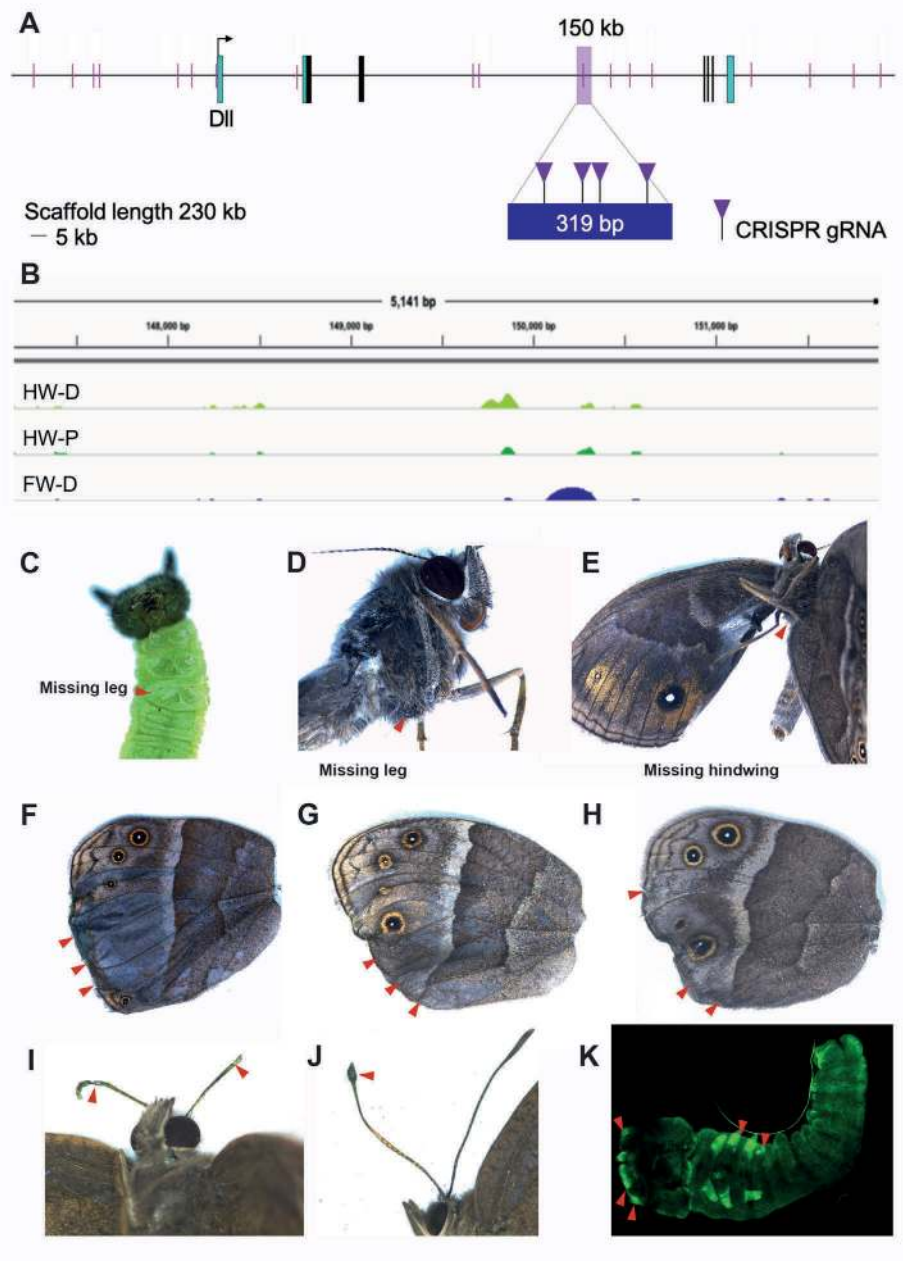 A
150 kb
Dll
319 bp
Scaffold length 230 kb
5 kb
CRISPR gRNA
B
5,141 bp
148,000 bp 149,000 bp 150,000 bp 151,000 bp
HW-D
HW-P
FW-D
C
D
E
Missing leg
Missing leg
Missing hindwing
F
G
H
I
J
K